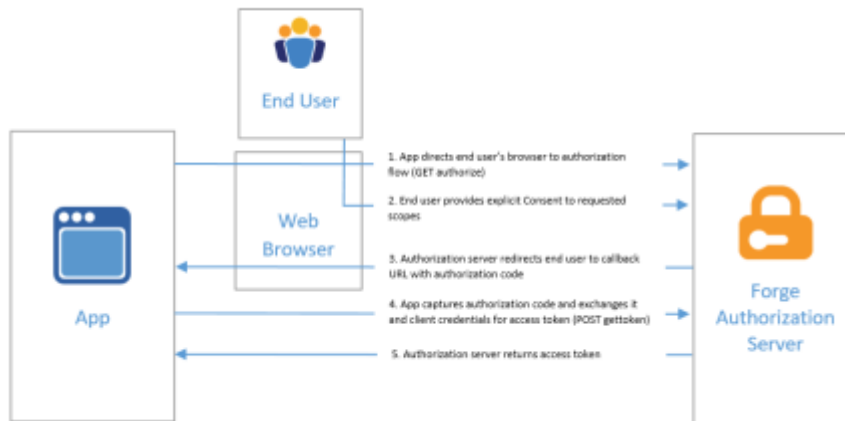 End User
1. App directs end user's browser to authorization
flow (GET authorize)
2. End user provides explicit Consent to requested
scopes
Web
Browser
3. Authorization server redirects end user to callback
URL with authorization code
App
4. App captures authorization code and exchanges it
and client credentials for access token (POST gettoken)
5. Authorization server returns access token
Forge
Authorization
Server